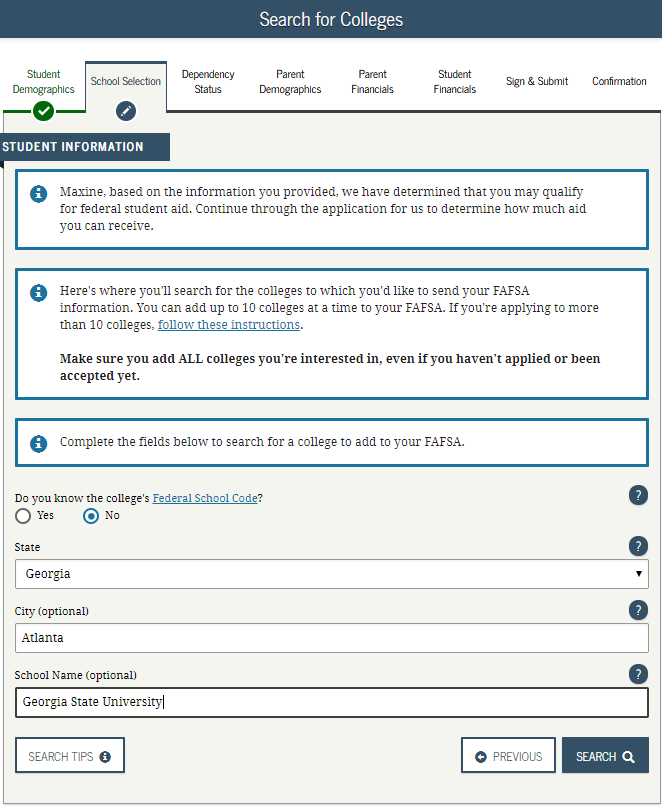 Search for Colleges
Student Demographics
School Selection
Dependency Status
Parent Demographics
Parent Financials
Student Financials
Sign & Submit
Confirmation
STUDENT INFORMATION
Maxine, based on the information you provided, we have determined that you may qualify
for federal student aid. Continue through the application for us to determine how much aid
you can receive.
Here's where you'll search for the colleges to which you'd like to send your FAFSA
information. You can add up to 10 colleges at a time to your FAFSA. If you're applying to more
than 10 colleges, follow these instructions.
Make sure you add ALL colleges you're interested in, even if you haven't applied or been
accepted yet.
Complete the fields below to search for a college to add to your FAFSA.
Do you know the college's Federal School Code?
?
Yes No
State
?
Georgia
City (optional)
?
Atlanta
School Name (optional)
?
Georgia State University
SEARCH TIPS
PREVIOUS
SEARCH